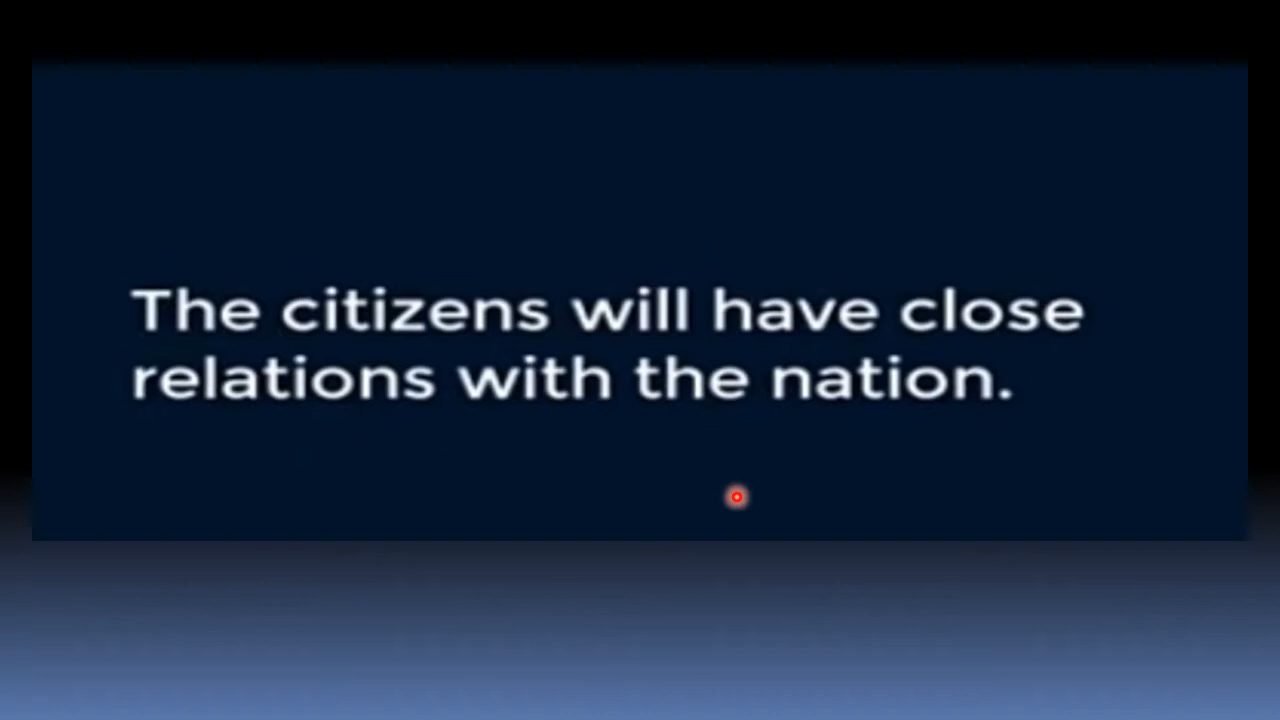 The citizens will have close
relations with the nation.